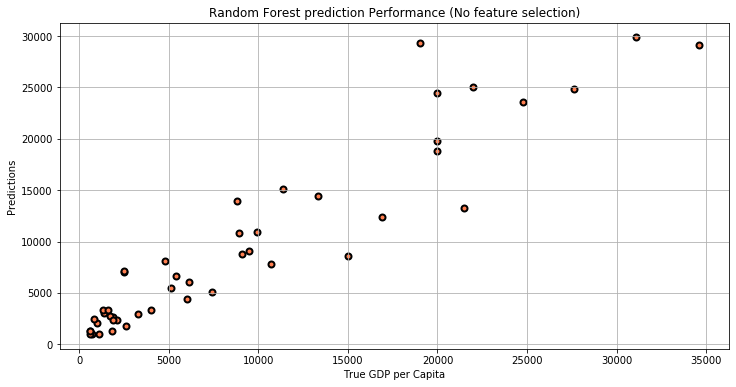 Random Forest prediction Performance (No feature selection)
30000
25000
20000
15000
10000
5000
0
Predictions
0 5000 10000 15000 20000 25000 30000 35000
True GDP per Capita